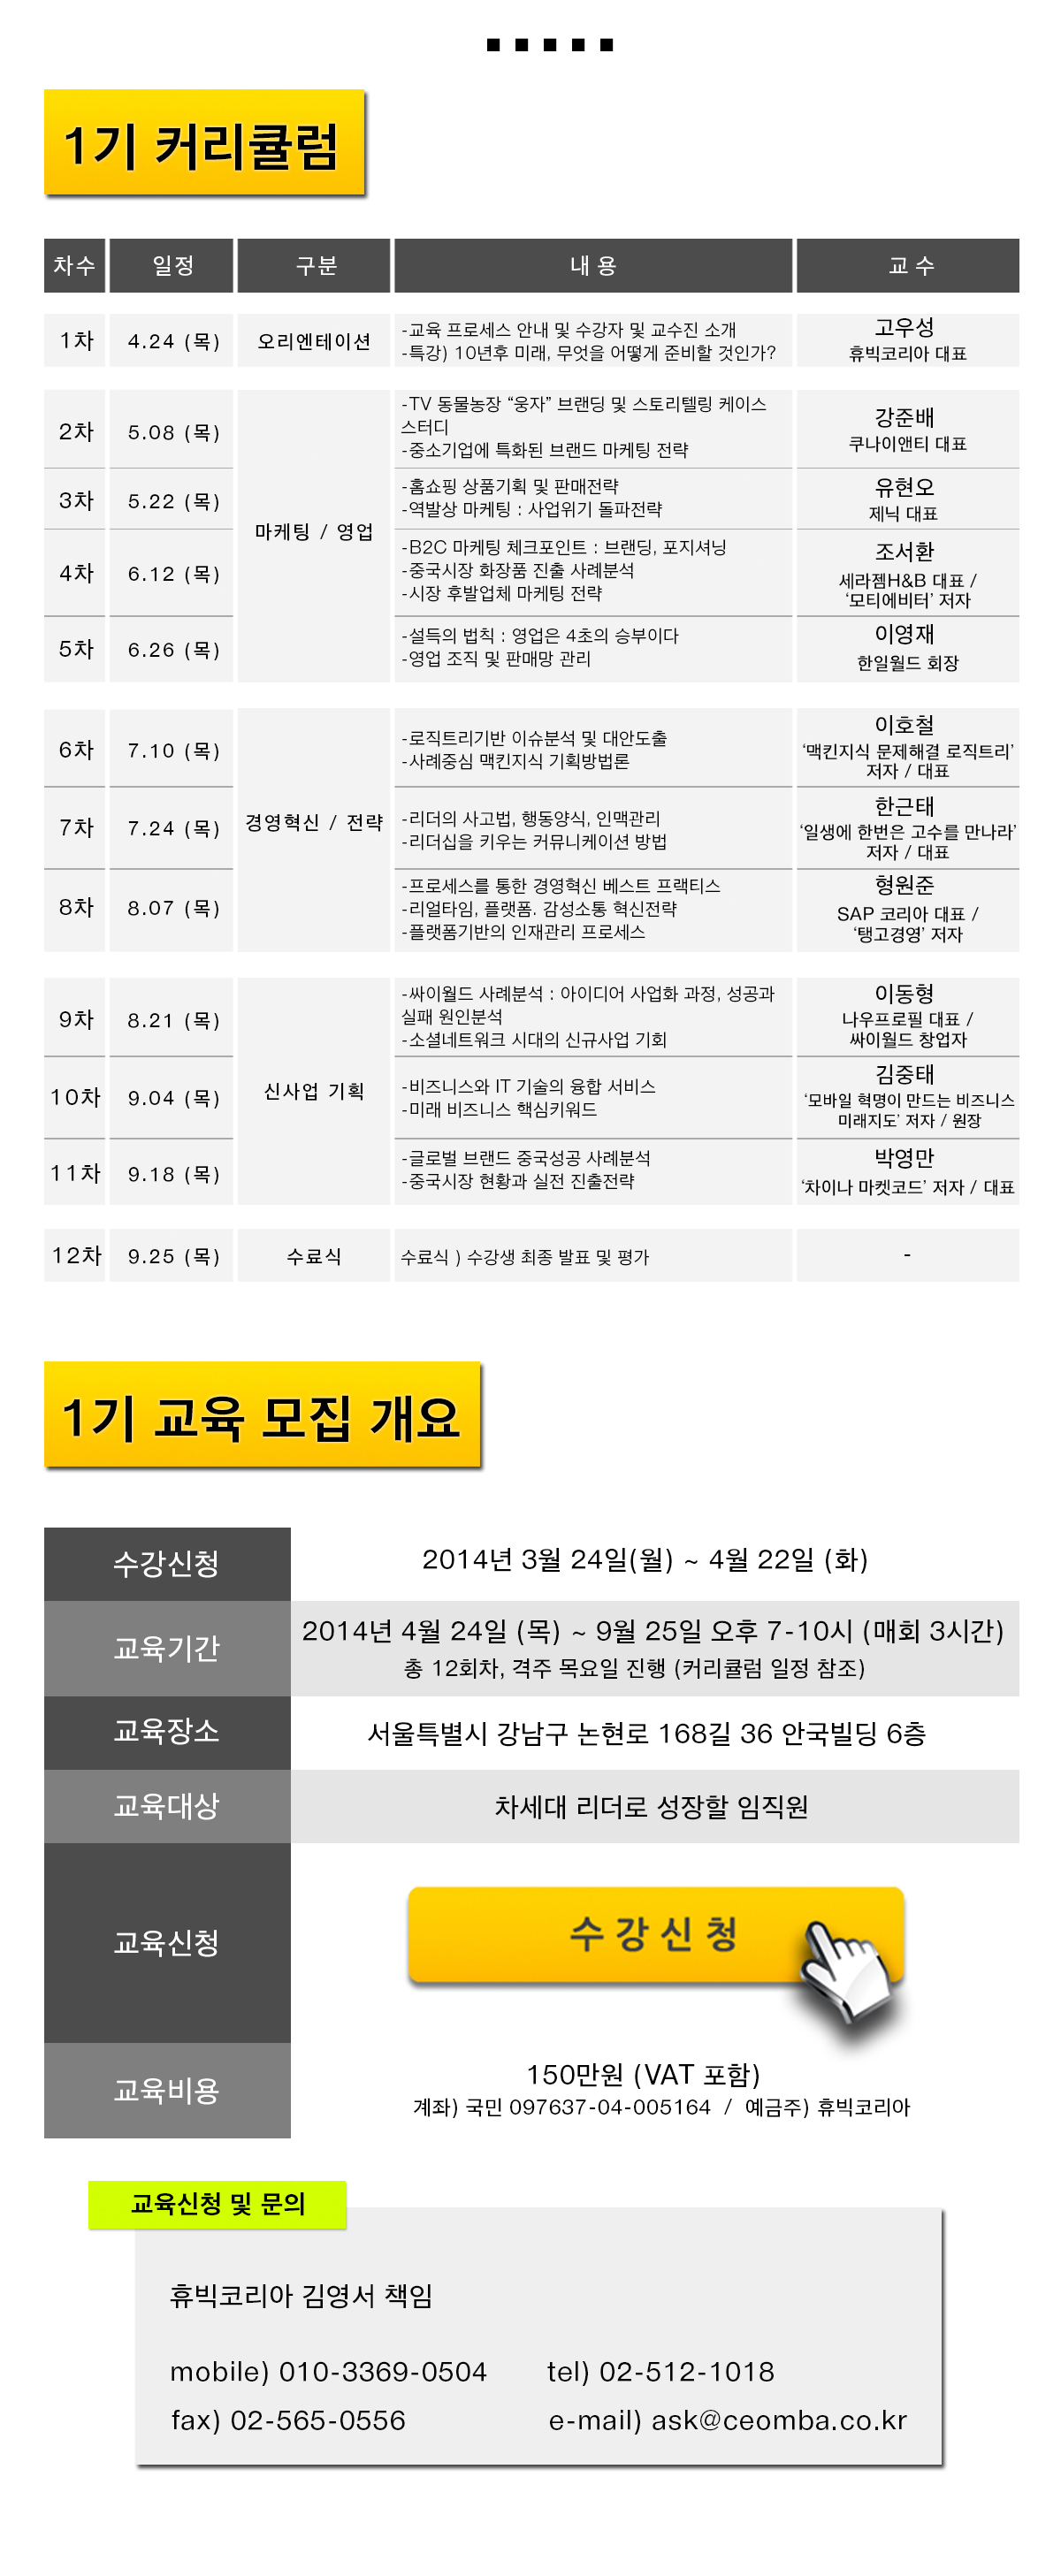 1기 커리큘럼
차수 일정 구분 내 용 교 수
1차 4.24 (목) 오리엔테이션
-교육 프로세스 안내 및 수강자 및 교수진 소개
-특강) 10년후 미래, 무엇을 어떻게 준비할 것인가?
고우성
휴빅코리아 대표
2차 5.08 (목)
-TV 동물농장 “웅자” 브랜딩 및 스토리텔링 케이스
스터디
-중소기업에 특화된 브랜드 마케팅 전략
강준배
쿠나이앤티 대표
3차 5.22 (목)
-홈쇼핑 상품기획 및 판매전략
-역발상 마케팅 : 사업위기 돌파전략
유현오
제닉 대표
마케팅 / 영업
4차 6.12 (목)
-B2C 마케팅 체크포인트 : 브랜딩, 포지셔닝
-중국시장 화장품 진출 사례분석
-시장 후발업체 마케팅 전략
조서환
세라젬H&B 대표 /
‘모티에비터’ 저자
5차 6.26 (목)
-설득의 법칙 : 영업은 4초의 승부이다
-영업 조직 및 판매망 관리
이영재
한일월드 회장
6차 7.10 (목)
-로직트리기반 이슈분석 및 대안도출
-사례중심 맥킨지식 기획방법론
이호철
‘맥킨지식 문제해결 로직트리’
저자 / 대표
7차 7.24 (목) 경영혁신 / 전략
-리더의 사고법, 행동양식, 인맥관리
-리더십을 키우는 커뮤니케이션 방법
한근태
‘일생에 한번은 고수를 만나라’
저자 / 대표
8차 8.07 (목)
-프로세스를 통한 경영혁신 베스트 프랙티스
-리얼타임, 플랫폼. 감성소통 혁신전략
-플랫폼기반의 인재관리 프로세스
형원준
SAP 코리아 대표 /
‘탱고경영’ 저자
9차 8.21 (목)
-싸이월드 사례분석 : 아이디어 사업화 과정, 성공과
실패 원인분석
-소셜네트워크 시대의 신규사업 기회
이동형
나우프로필 대표 /
싸이월드 창업자
10차 9.04 (목) 신사업 기획
-비즈니스와 IT 기술의 융합 서비스
-미래 비즈니스 핵심키워드
김중태
‘모바일 혁명이 만드는 비즈니스
미래지도’ 저자 / 원장
11차 9.18 (목)
-글로벌 브랜드 중국성공 사례분석
-중국시장 현황과 실전 진출전략
박영만
‘차이나 마켓코드’ 저자 / 대표
12차 9.25 (목) 수료식 수료식 ) 수강생 최종 발표 및 평가 -
1기 교육 모집 개요
수강신청 2014년 3월 24일(월) ~ 4월 22일 (화)
교육기간 2014년 4월 24일 (목) ~ 9월 25일 오후 7-10시 (매회 3시간)
총 12회차, 격주 목요일 진행 (커리큘럼 일정 참조)
교육장소 서울특별시 강남구 논현로 168길 36 안국빌딩 6층
교육대상 차세대 리더로 성장할 임직원
교육신청 수강신청
교육비용 150만원 (VAT 포함)
계좌) 국민 097637-04-005164 / 예금주) 휴빅코리아
교육신청 및 문의
휴빅코리아 김영서 책임
mobile) 010-3369-0504 tel) 02-512-1018
fax) 02-565-0556 e-mail) ask@ceomba.co.kr